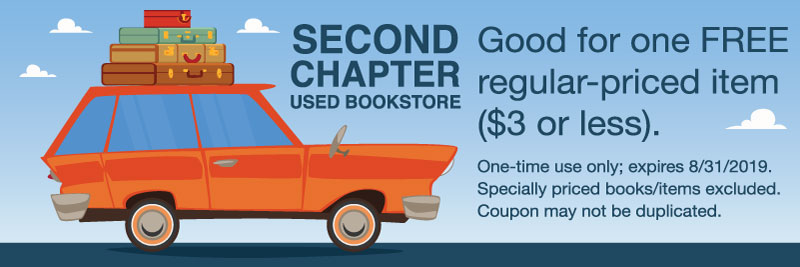 SECOND
CHAPTER
USED BOOKSTORE
Good for one FREE
regular-priced item
($3 or less).
One-time use only; expires 8/31/2019.
Specially priced books/items excluded.
Coupon may not be duplicated.